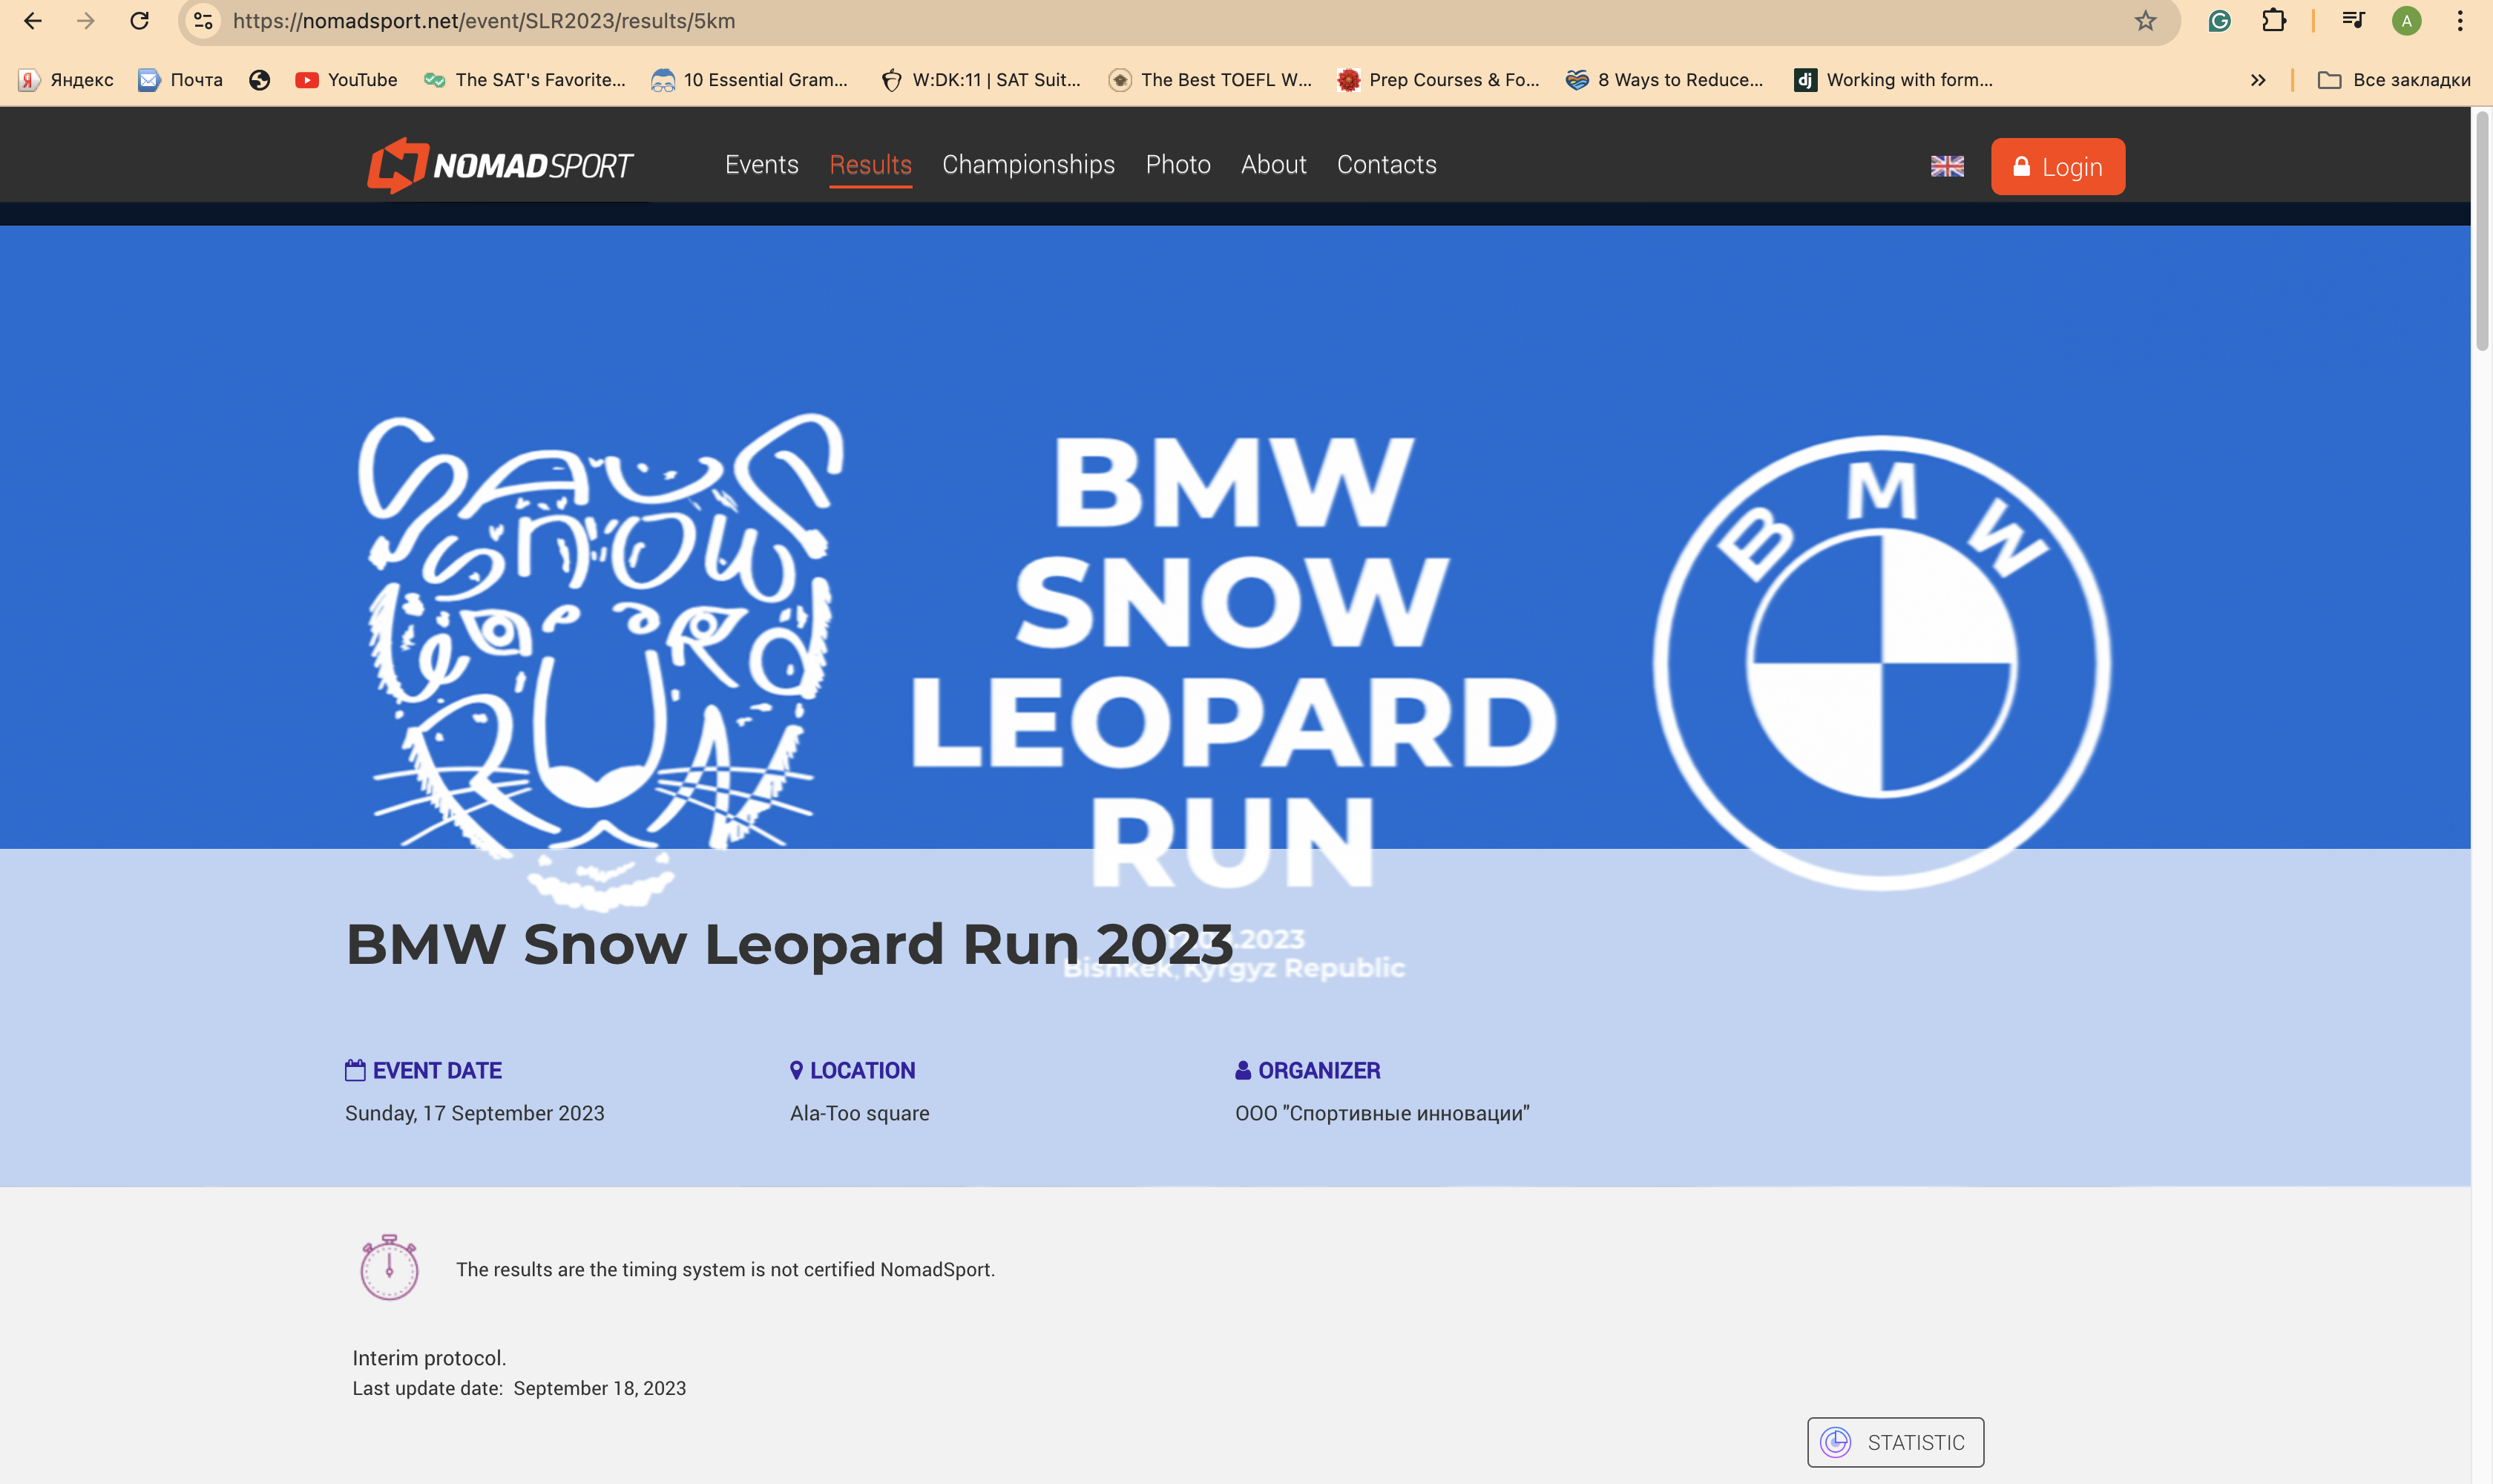 https://nomadsport.net/event/SLR2023/results/5km
A
Яндекс
Почта
YouTube
The SAT's Favorite...
10 Essential Gram...
W:DK:11 | SAT Suit...
The Best TOEFL W...
Prep Courses & Fo...
8 Ways to Reduce...
dj
Working with form...
Все закладки
NOMADSPORT
Events
Results
Championships
Photo
About
Contacts
Login
snow
leopard
RUN
BMW
SNOW
LEOPARD
RUN
BMW
BMW Snow Leopard Run 2023
.2023
Bishkek, Kyrgyz Republic
EVENT DATE
LOCATION
ORGANIZER
Sunday, 17 September 2023
Ala-Too square
ООО "Спортивные инновации"
The results are the timing system is not certified NomadSport.
Interim protocol.
Last update date: September 18, 2023
STATISTIC